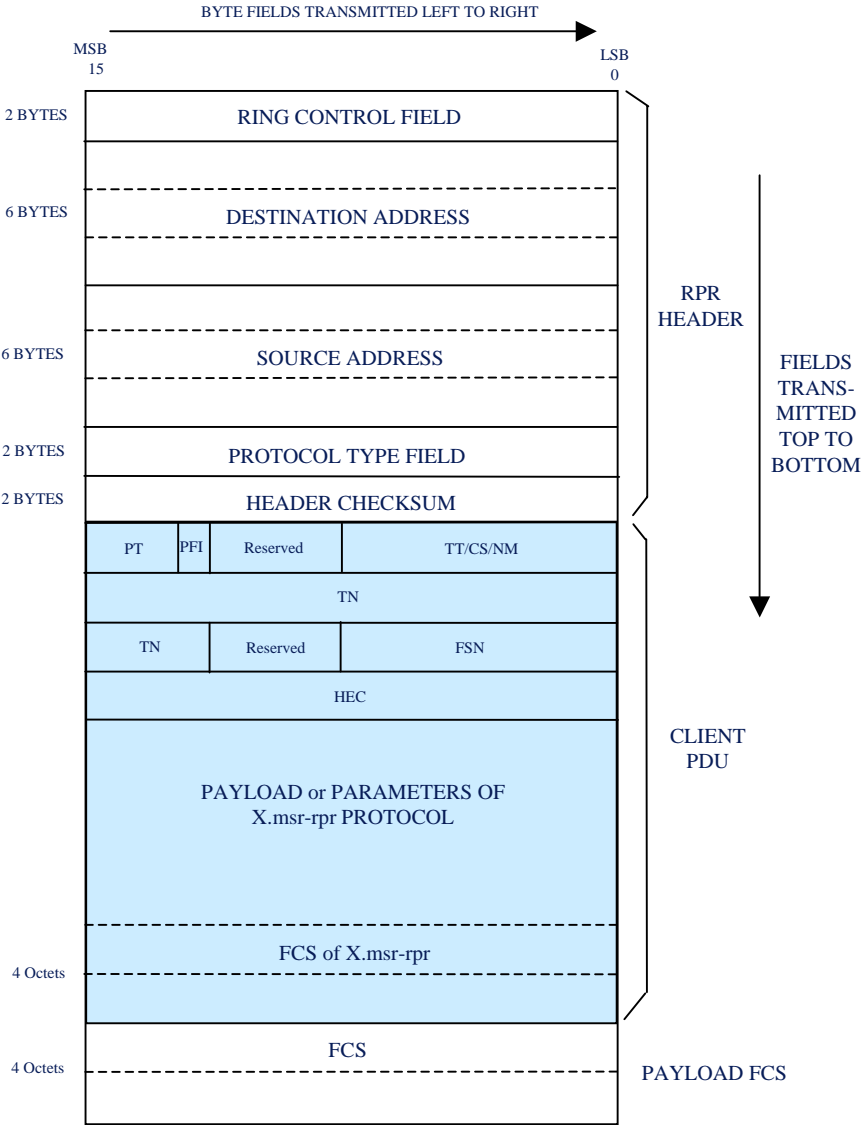 BYTE FIELDS TRANSMITTED LEFT TO RIGHT
MSB
15
LSB
0
2 BYTES
RING CONTROL FIELD
6 BYTES
DESTINATION ADDRESS
RPR
HEADER
6 BYTES
SOURCE ADDRESS
FIELDS
TRANS-
MITTED
TOP TO
BOTTOM
2 BYTES
PROTOCOL TYPE FIELD
2 BYTES
HEADER CHECKSUM
PT
PFI
Reserved
TT/CS/NM
TN
TN
Reserved
FSN
HEC
CLIENT
PDU
PAYLOAD or PARAMETERS OF
X.msr-rpr PROTOCOL
FCS of X.msr-rpr
4 Octets
FCS
4 Octets
PAYLOAD FCS